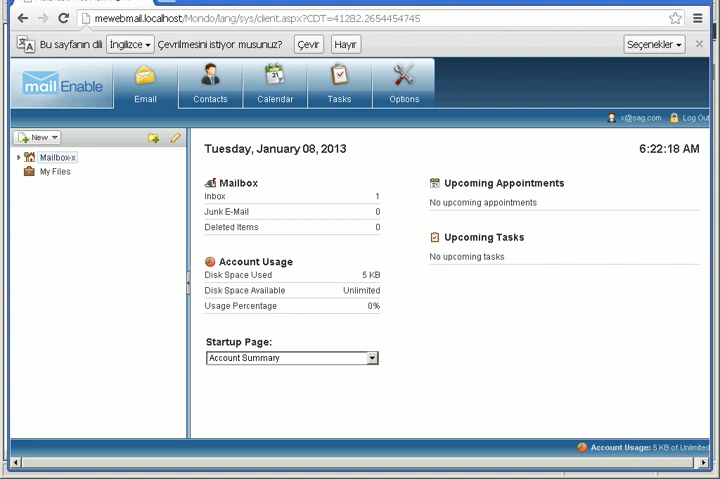 mewebmail.localhost/Mondo/lang/sys/client.aspx?CDT=41282.2654454745
Bu sayfanın dili İngilizce Çevrilmesini istiyor musunuz? Çevir Hayır Seçenekler
mail Enable
Email Contacts Calendar Tasks Options
21
x@sag.com Log Out
New
Mailbox-x
My Files
Tuesday, January 08, 2013 6:22:18 AM
Mailbox
Inbox 1
Junk E-Mail 0
Deleted Items 0
Account Usage
Disk Space Used 5 KB
Disk Space Available Unlimited
Usage Percentage 0%
Startup Page:
Account Summary
Upcoming Appointments
No upcoming appointments
Upcoming Tasks
No upcoming tasks
Account Usage: 5 KB of Unlimited